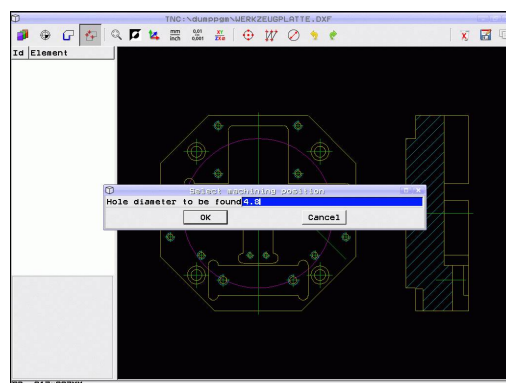 TNC:\dumppgm\WERKZEUGPLATTE.DXF
mm
inch
0,01
0,001
XY
ZX
Id Element
Select machining position
Hole diameter to be found 4.8
OK
Cancel